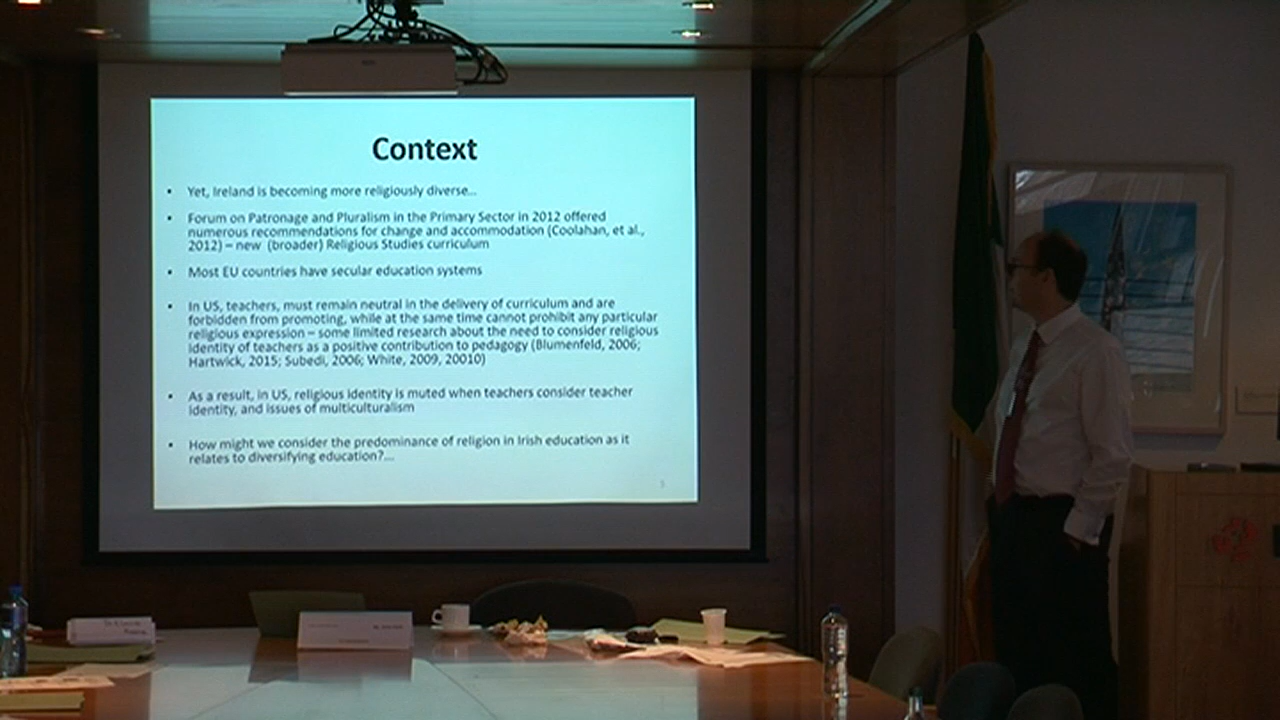 Context
• Yet, Ireland is becoming more religiously diverse...
• Forum on Patronage and Pluralism in the Primary Sector in 2012 offered
numerous recommendations for change and accommodation (Coolahan, et al.,
2012) – new (broader) Religious Studies curriculum
• Most EU countries have secular education systems
• In US, teachers, must remain neutral in the delivery of curriculum and are
forbidden from promoting, while at the same time cannot prohibit any particular
religious expression – some limited research about the need to consider religious
identity of teachers as a positive contribution to pedagogy (Blumenfeld, 2006;
Hartwick, 2015; Subedi, 2006; White, 2009, 20010)
• As a result, in US, religious identity is muted when teachers consider teacher
identity, and issues of multiculturalism
• How might we consider the predominance of religion in Irish education as it
relates to diversifying education?...